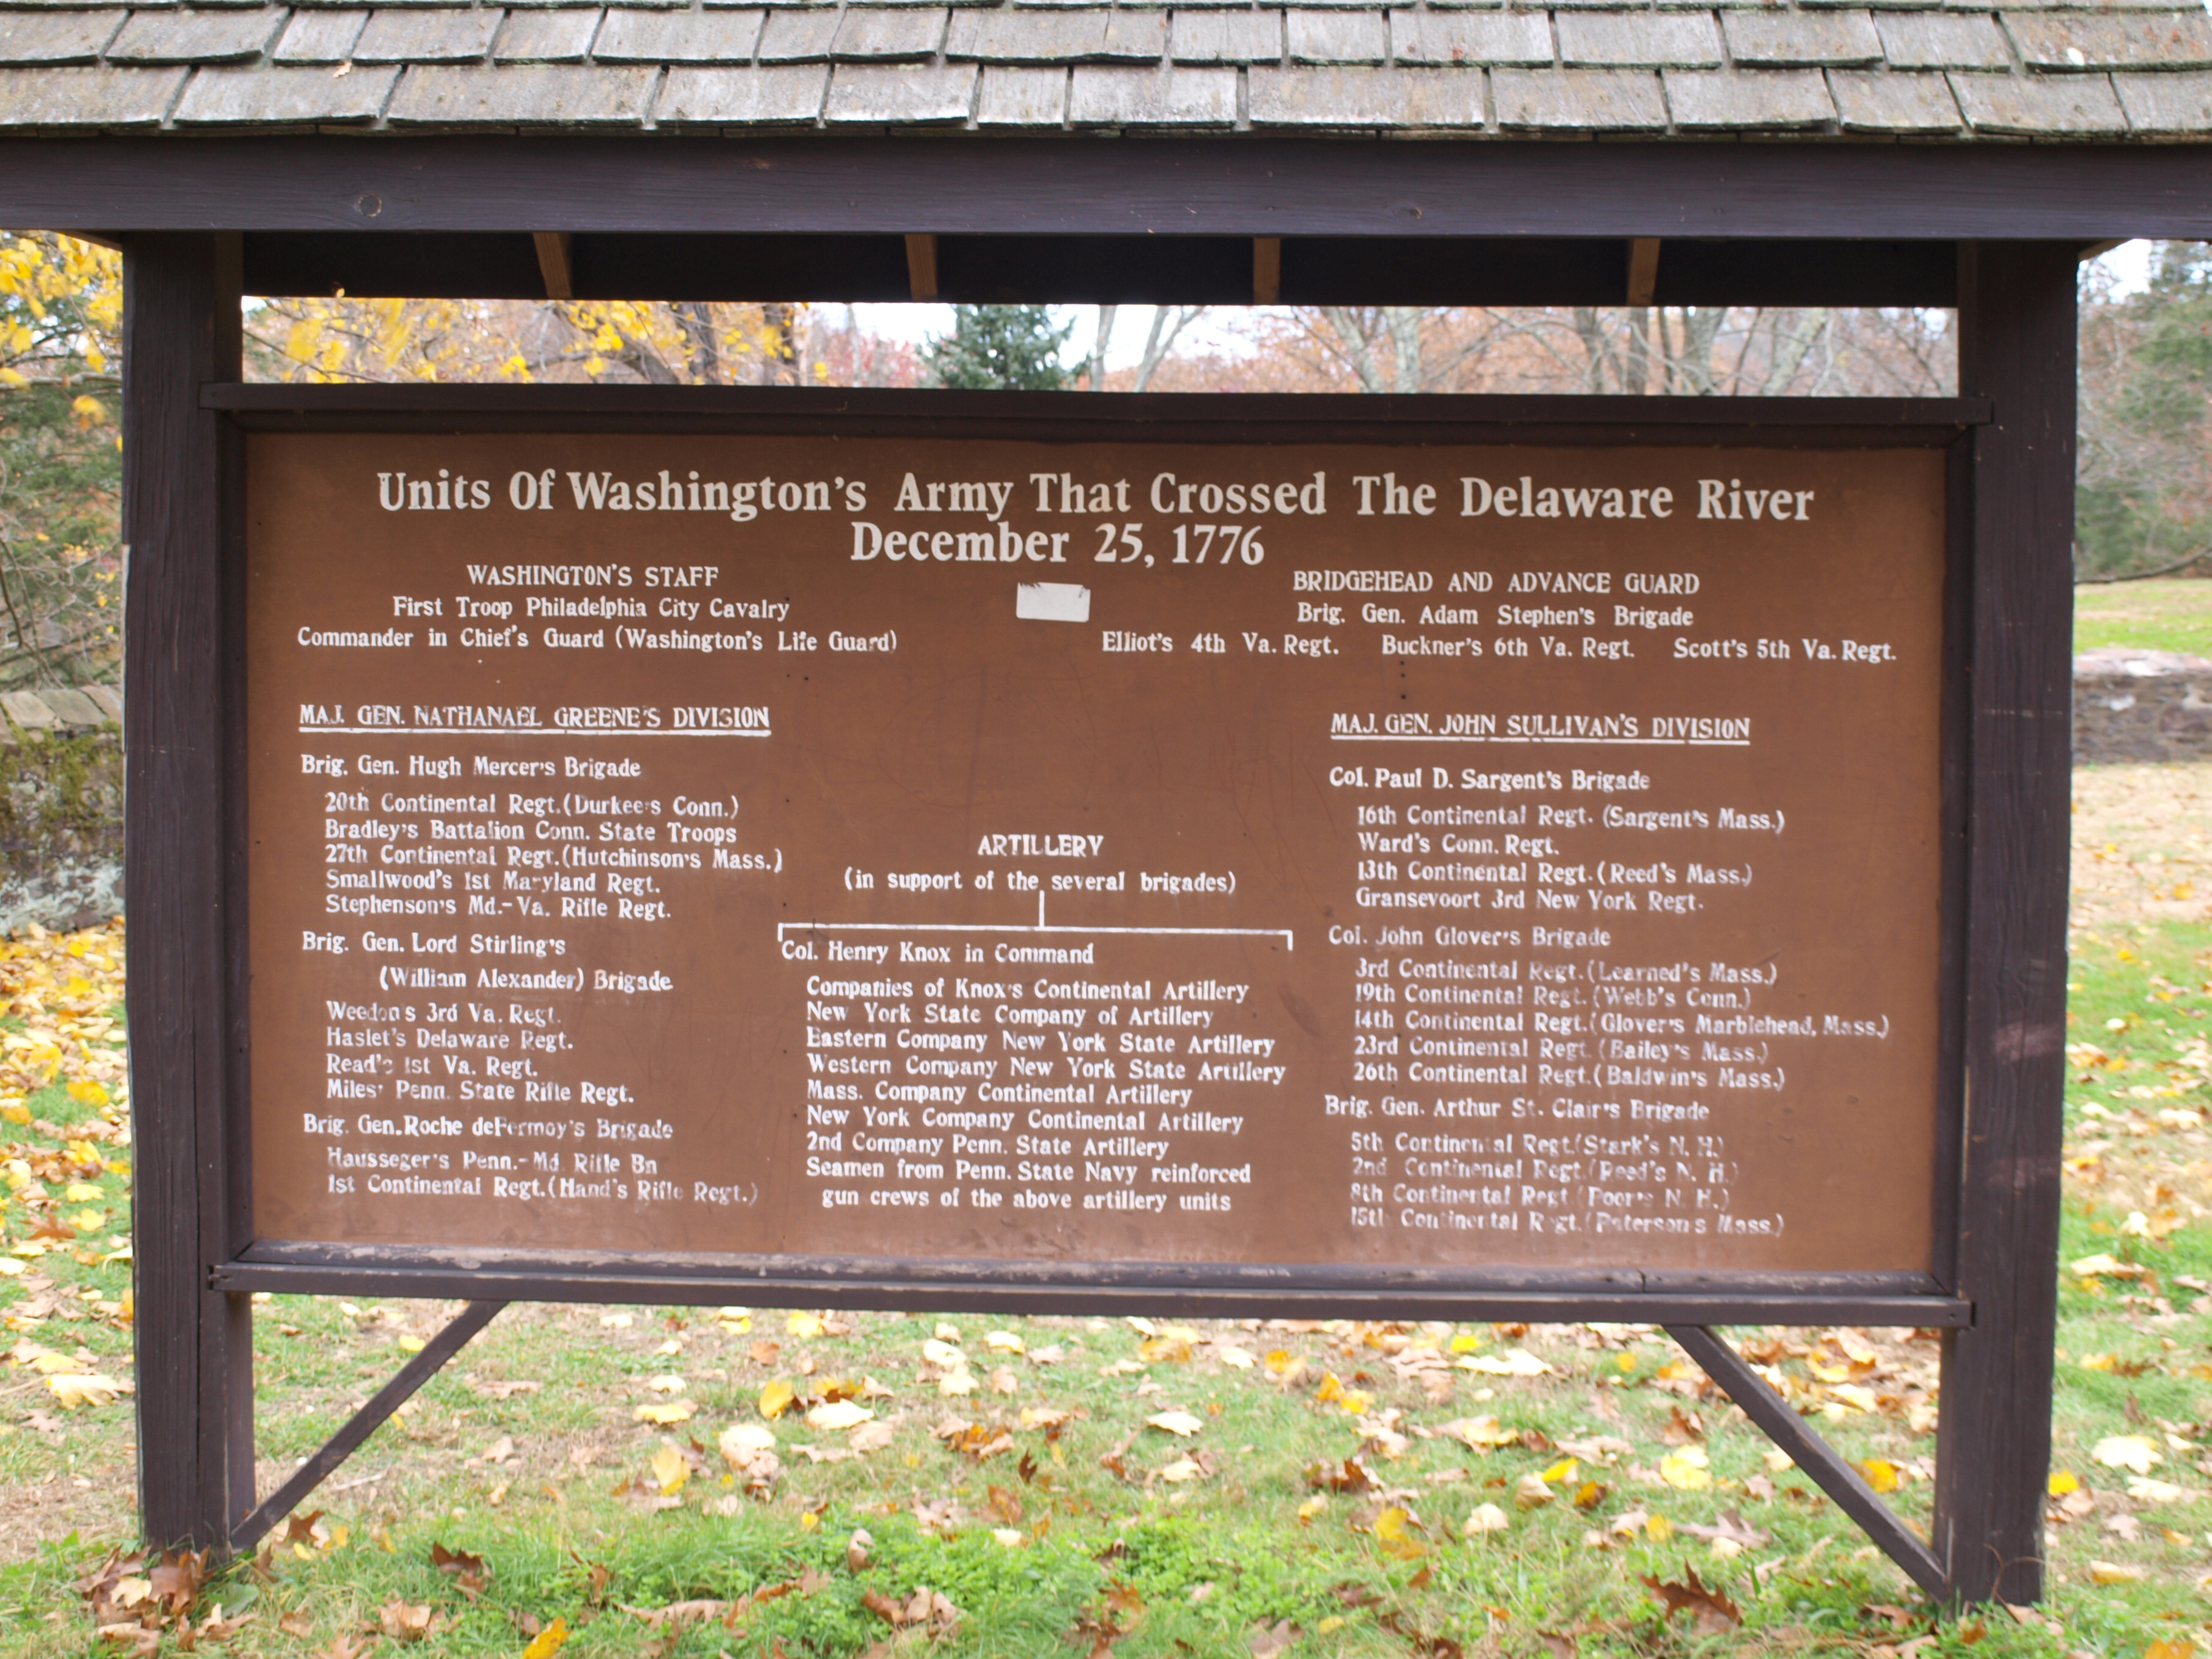 Units Of Washington's Army That Crossed The Delaware River
December 25, 1776
WASHINGTON'S STAFF
First Troop Philadelphia City Cavalry
Commander in Chief's Guard (Washington's Life Guard)
BRIDGEHEAD AND ADVANCE GUARD
Brig. Gen. Adam Stephen's Brigade
Elliot's 4th Va. Regt. Buckner's 6th Va. Regt. Scott's 5th Va. Regt.
MAJ. GEN. NATHANAEL GREENE'S DIVISION
Brig. Gen. Hugh Mercer's Brigade
20th Continental Regt.(Durkee's Conn.)
Bradley's Battalion Conn. State Troops
27th Continental Regt.(Hutchinson's Mass.)
Smallwood's 1st Maryland Regt.
Stephenson's Md.-Va. Rifle Regt.
Brig. Gen. Lord Stirling's
(William Alexander) Brigade
Weedon's 3rd Va. Regt.
Haslet's Delaware Regt.
Read's 1st Va. Regt.
Miles' Penn. State Rifle Regt.
Brig. Gen. Roche deFermoy's Brigade
Hausseger's Penn.-Md. Rifle Bn
1st Continental Regt.(Hand's Rifle Regt.)
ARTILLERY
(in support of the several brigades)
Col. Henry Knox in Command
Companies of Knox's Continental Artillery
New York State Company of Artillery
Eastern Company New York State Artillery
Western Company New York State Artillery
Mass. Company Continental Artillery
New York Company Continental Artillery
2nd Company Penn. State Artillery
Seamen from Penn. State Navy reinforced
gun crews of the above artillery units
MAJ. GEN. JOHN SULLIVAN'S DIVISION
Col. Paul D. Sargent's Brigade
16th Continental Regt. (Sargent's Mass.)
Ward's Conn. Regt.
13th Continental Regt. (Reed's Mass.)
Gransevoort 3rd New York Regt.
Col. John Glover's Brigade
3rd Continental Regt.(Learned's Mass.)
19th Continental Regt. (Webb's Conn.)
14th Continental Regt.(Glover's Marblehead, Mass.)
23rd Continental Regt. (Bailey's Mass.)
26th Continental Regt.(Baldwin's Mass.)
Brig. Gen. Arthur St. Clair's Brigade
5th Continental Regt.(Stark's N. H.)
2nd Continental Regt.(Reed's N. H.)
8th Continental Regt.(Poor's N. H.)
15th Continental Regt.(Paterson's Mass.)